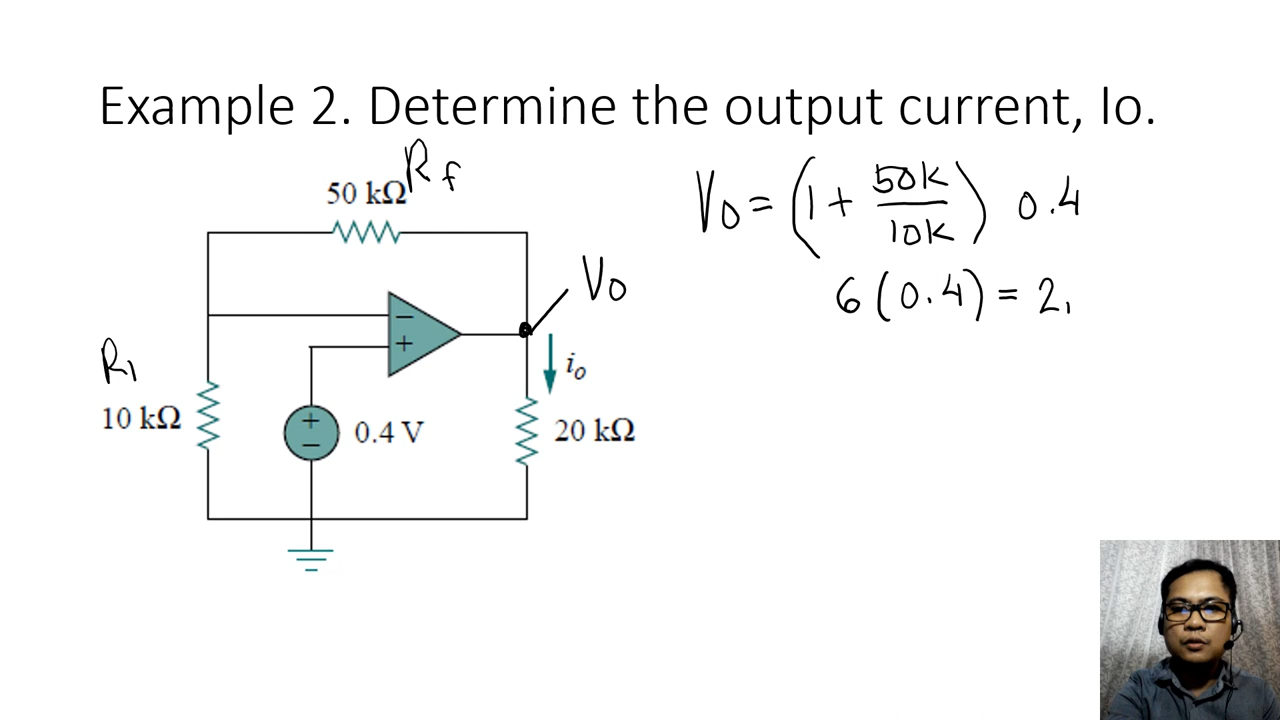 Example 2. Determine the output current, Io.
Rf
50 kΩ
Vo = (1 + 50K/10K) 0.4
6(0.4) = 2.
Vo
−
+
R1
10 kΩ
+
−
0.4 V
io
20 kΩ